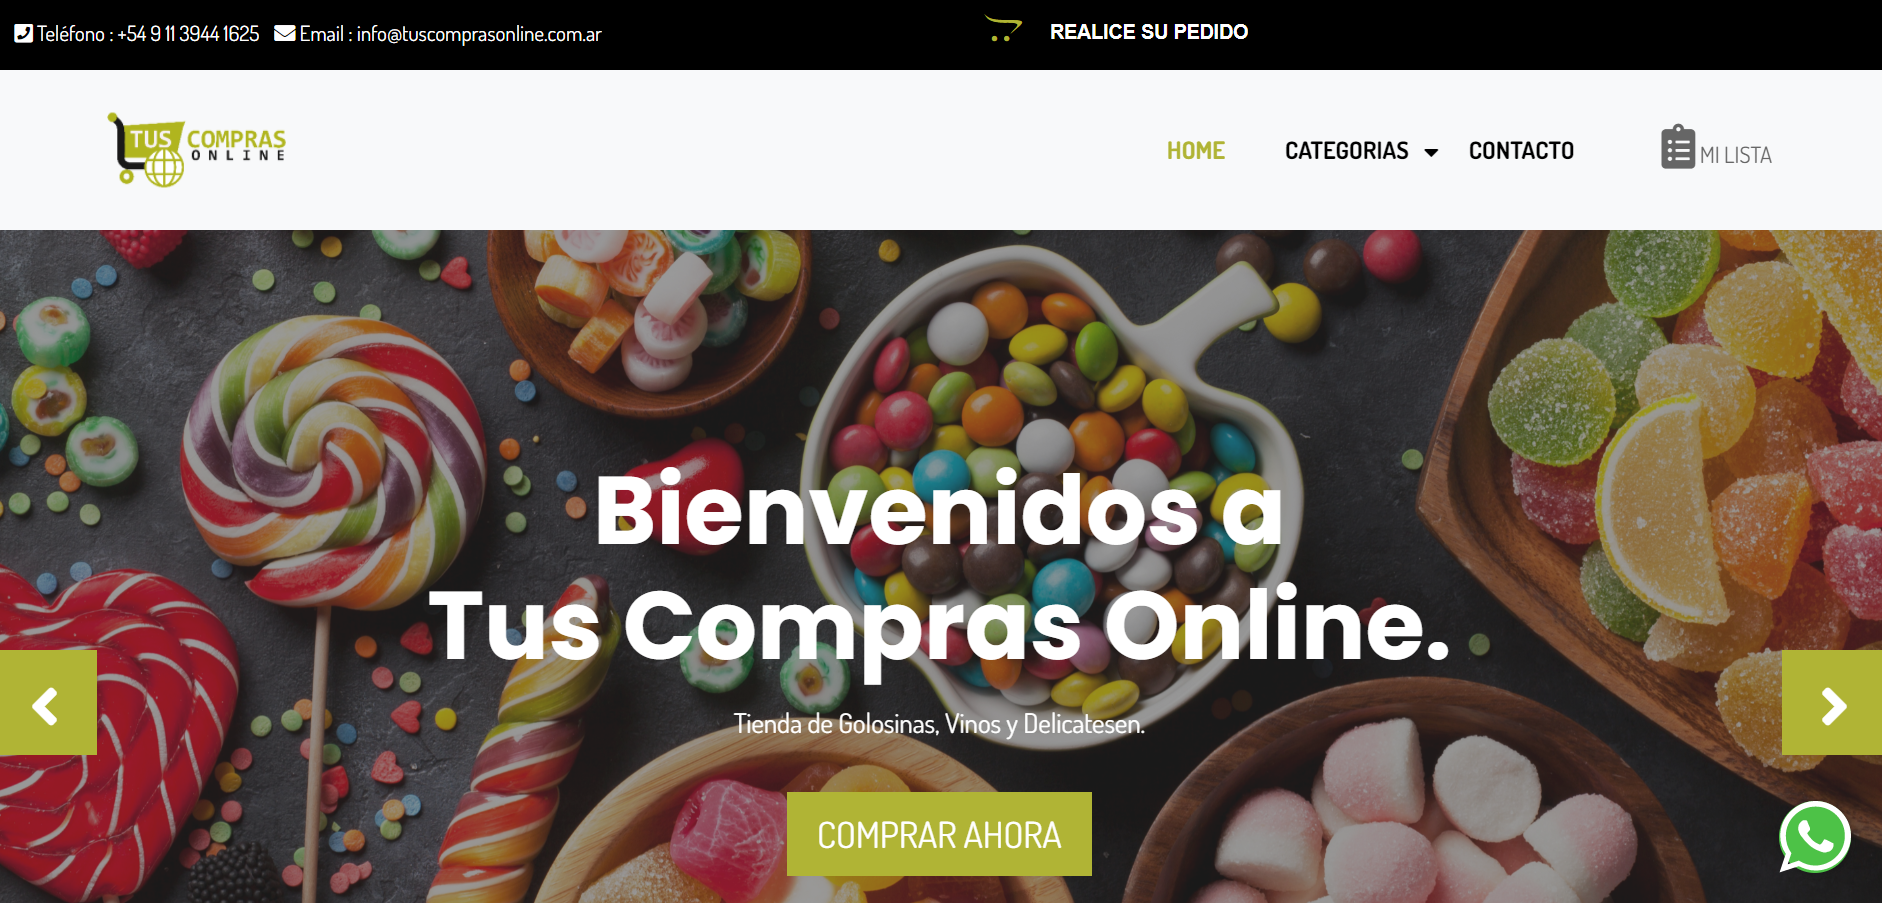 Teléfono : +54 9 11 3944 1625 Email : info@tuscomprasonline.com.ar
REALICE SU PEDIDO
TUS COMPRAS
ONLINE
HOME CATEGORIAS CONTACTO MI LISTA
Bienvenidos a
Tus Compras Online.
Tienda de Golosinas, Vinos y Delicatesen.
COMPRAR AHORA